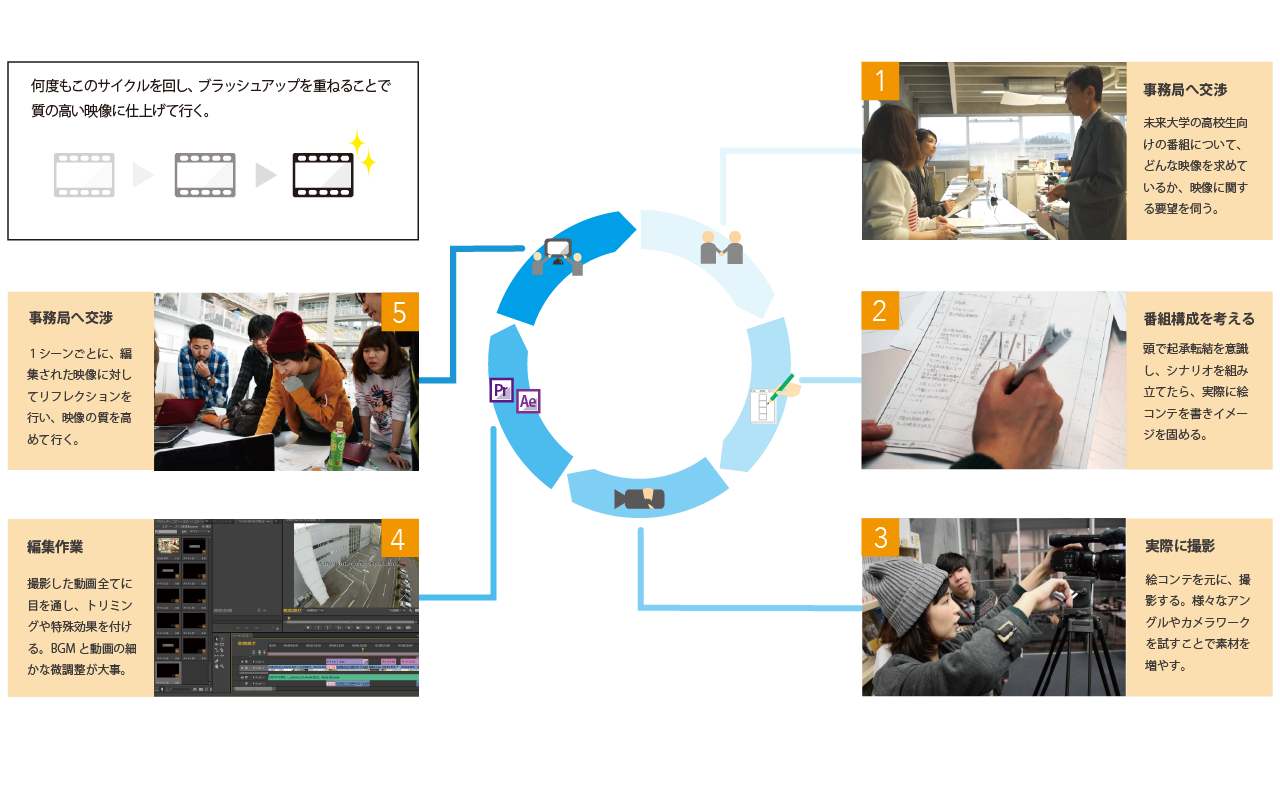 何度もこのサイクルを回し、ブラッシュアップを重ねることで
質の高い映像に仕上げて行く。
1
事務局へ交渉
未来大学の高校生向
けの番組について、
どんな映像を求めて
いるか、映像に関す
る要望を伺う。
2
番組構成を考える
頭で起承転結を意識
し、シナリオを組み
立てたら、実際に絵
コンテを書きイメー
ジを固める。
3
実際に撮影
絵コンテを元に、撮
影する。様々なアン
グルやカメラワーク
を試すことで素材を
増やす。
4
編集作業
撮影した動画全てに
目を通し、トリミン
グや特殊効果を付け
る。BGM と動画の細
かな微調整が大事。
5
事務局へ交渉
１シーンごとに、編
集された映像に対し
てリフレクションを
行い、映像の質を高
めて行く。
Pr
Ae